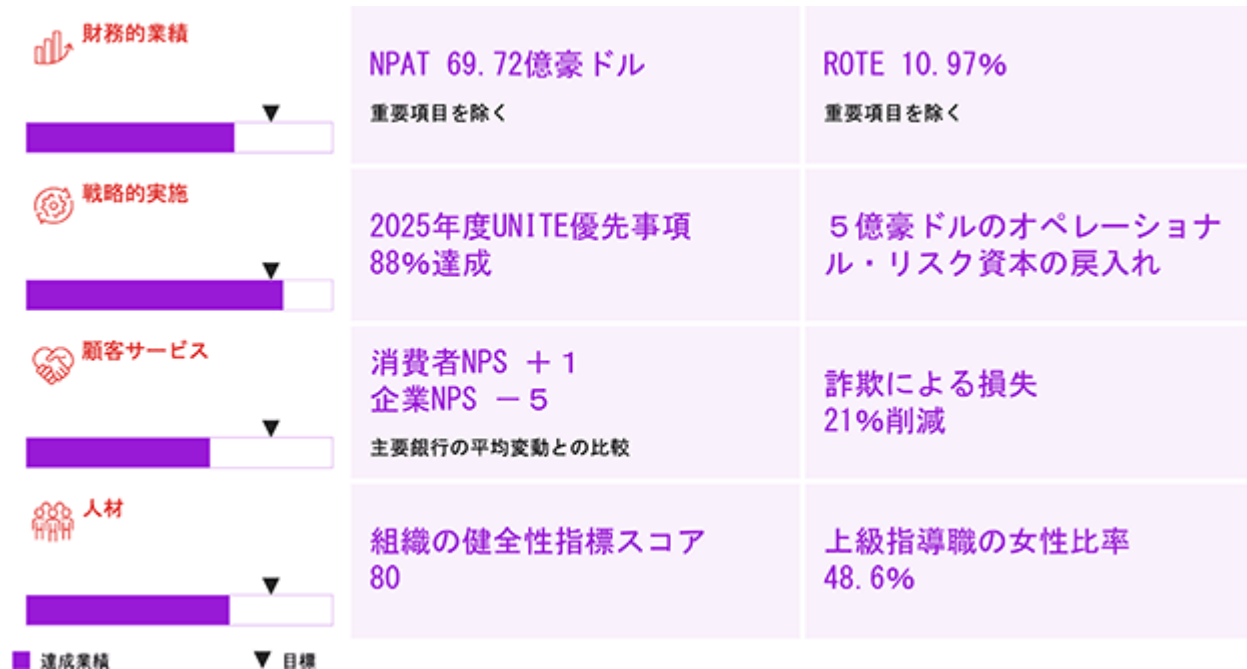 財務的業績
NPAT 69.72億豪ドル
重要項目を除く
ROTE 10.97%
重要項目を除く
戦略的実施
2025年度UNITE優先事項
88%達成
５億豪ドルのオペレーショナ
ル・リスク資本の戻入れ
顧客サービス
消費者NPS ＋１
企業NPS －５
主要銀行の平均変動との比較
詐欺による損失
21%削減
人材
組織の健全性指標スコア
80
上級指導職の女性比率
48.6%
達成業績
目標